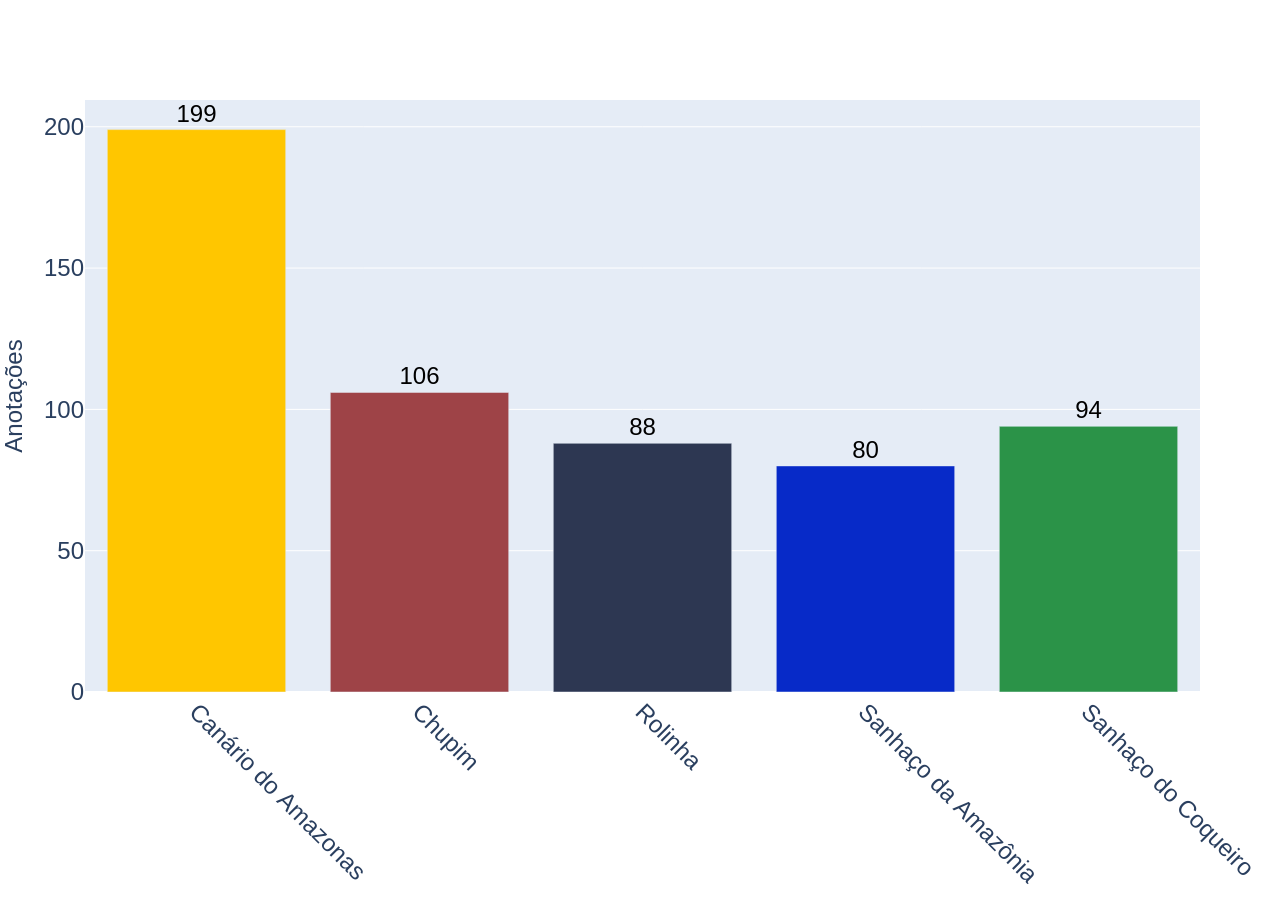 Anotações
200
150
100
50
0
199
106
88
80
94
Canário do Amazonas
Chupim
Rolinha
Sanhaço da Amazônia
Sanhaço do Coqueiro